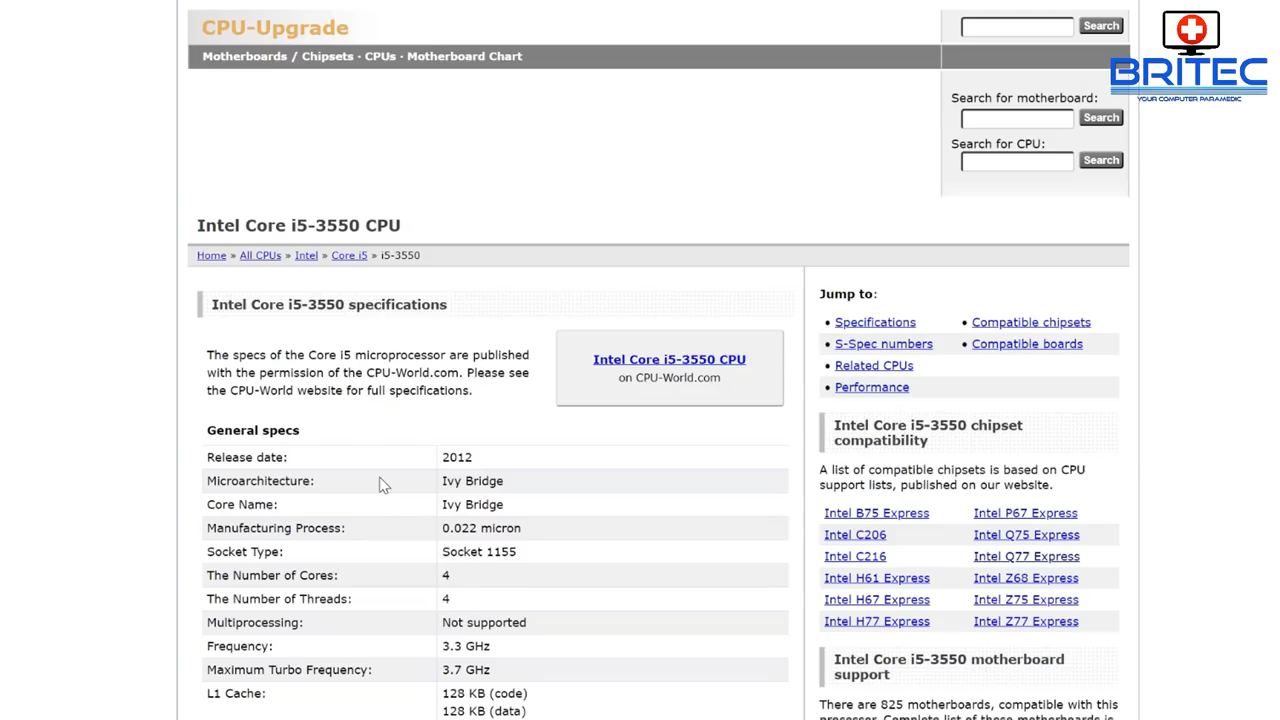 CPU-Upgrade
Search
BRITEC
YOUR COMPUTER PARAMEDIC
Motherboards / Chipsets · CPUs · Motherboard Chart
Search for motherboard:
Search
Search for CPU:
Search
Intel Core i5-3550 CPU
Home » All CPUs » Intel » Core i5 » i5-3550
Intel Core i5-3550 specifications
The specs of the Core i5 microprocessor are published
with the permission of the CPU-World.com. Please see
the CPU-World website for full specifications.
Intel Core i5-3550 CPU
on CPU-World.com
General specs
Release date: 2012
Microarchitecture: Ivy Bridge
Core Name: Ivy Bridge
Manufacturing Process: 0.022 micron
Socket Type: Socket 1155
The Number of Cores: 4
The Number of Threads: 4
Multiprocessing: Not supported
Frequency: 3.3 GHz
Maximum Turbo Frequency: 3.7 GHz
L1 Cache: 128 KB (code)
128 KB (data)
Jump to:
• Specifications • Compatible chipsets
• S-Spec numbers • Compatible boards
• Related CPUs
• Performance
Intel Core i5-3550 chipset
compatibility
A list of compatible chipsets is based on CPU
support lists, published on our website.
Intel B75 Express Intel P67 Express
Intel C206 Intel Q75 Express
Intel C216 Intel Q77 Express
Intel H61 Express Intel Z68 Express
Intel H67 Express Intel Z75 Express
Intel H77 Express Intel Z77 Express
Intel Core i5-3550 motherboard
support
There are 825 motherboards, compatible with this
processor. Complete list of these motherboards is